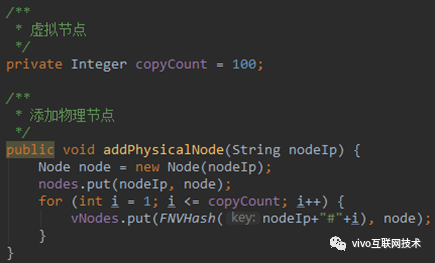 /**
 * 虚拟节点
 */
private Integer copyCount = 100;

/**
 * 添加物理节点
 */
public void addPhysicalNode(String nodeIp) {
    Node node = new Node(nodeIp);
    nodes.put(nodeIp, node);
    for (int i = 1; i <= copyCount; i++) {
        vNodes.put(FNVHash( key: nodeIp+"#"+i), node);
    }
}
vivo互联网技术